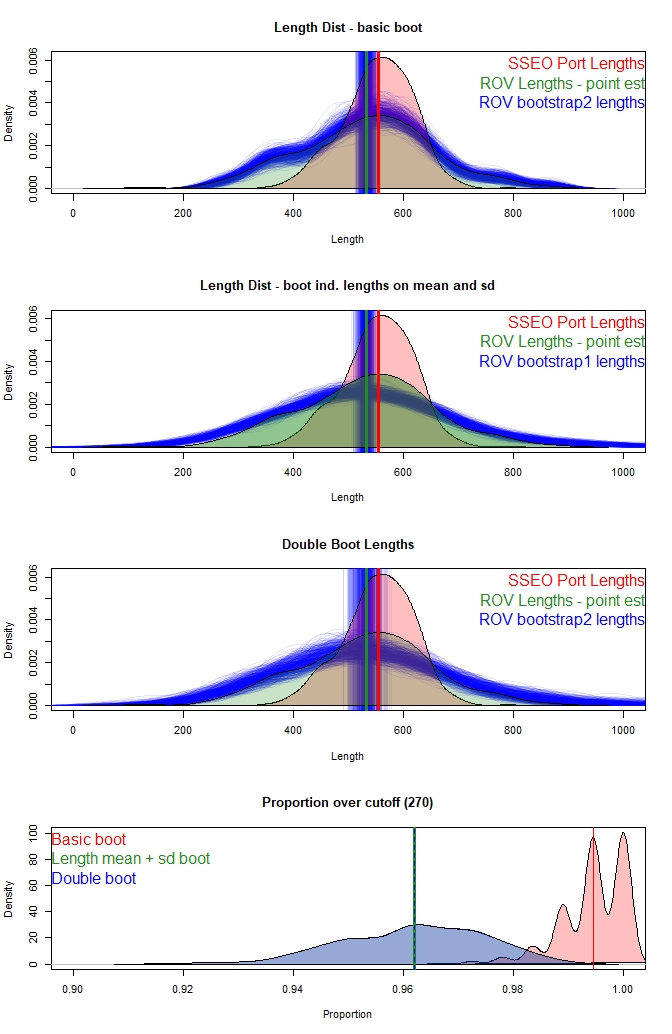 Length Dist - basic boot
SSEO Port Lengths
ROV Lengths - point est
ROV bootstrap2 lengths
Density
0.000 0.002 0.004 0.006
0 200 400 600 800 1000
Length
Length Dist - boot ind. lengths on mean and sd
SSEO Port Lengths
ROV Lengths - point est
ROV bootstrap1 lengths
Density
0.000 0.002 0.004 0.006
0 200 400 600 800 1000
Length
Double Boot Lengths
SSEO Port Lengths
ROV Lengths - point est
ROV bootstrap2 lengths
Density
0.000 0.002 0.004 0.006
0 200 400 600 800 1000
Length
Proportion over cutoff (270)
Basic boot
Length mean + sd boot
Double boot
Density
0 20 40 60 80 100
0.90 0.92 0.94 0.96 0.98 1.00
Proportion